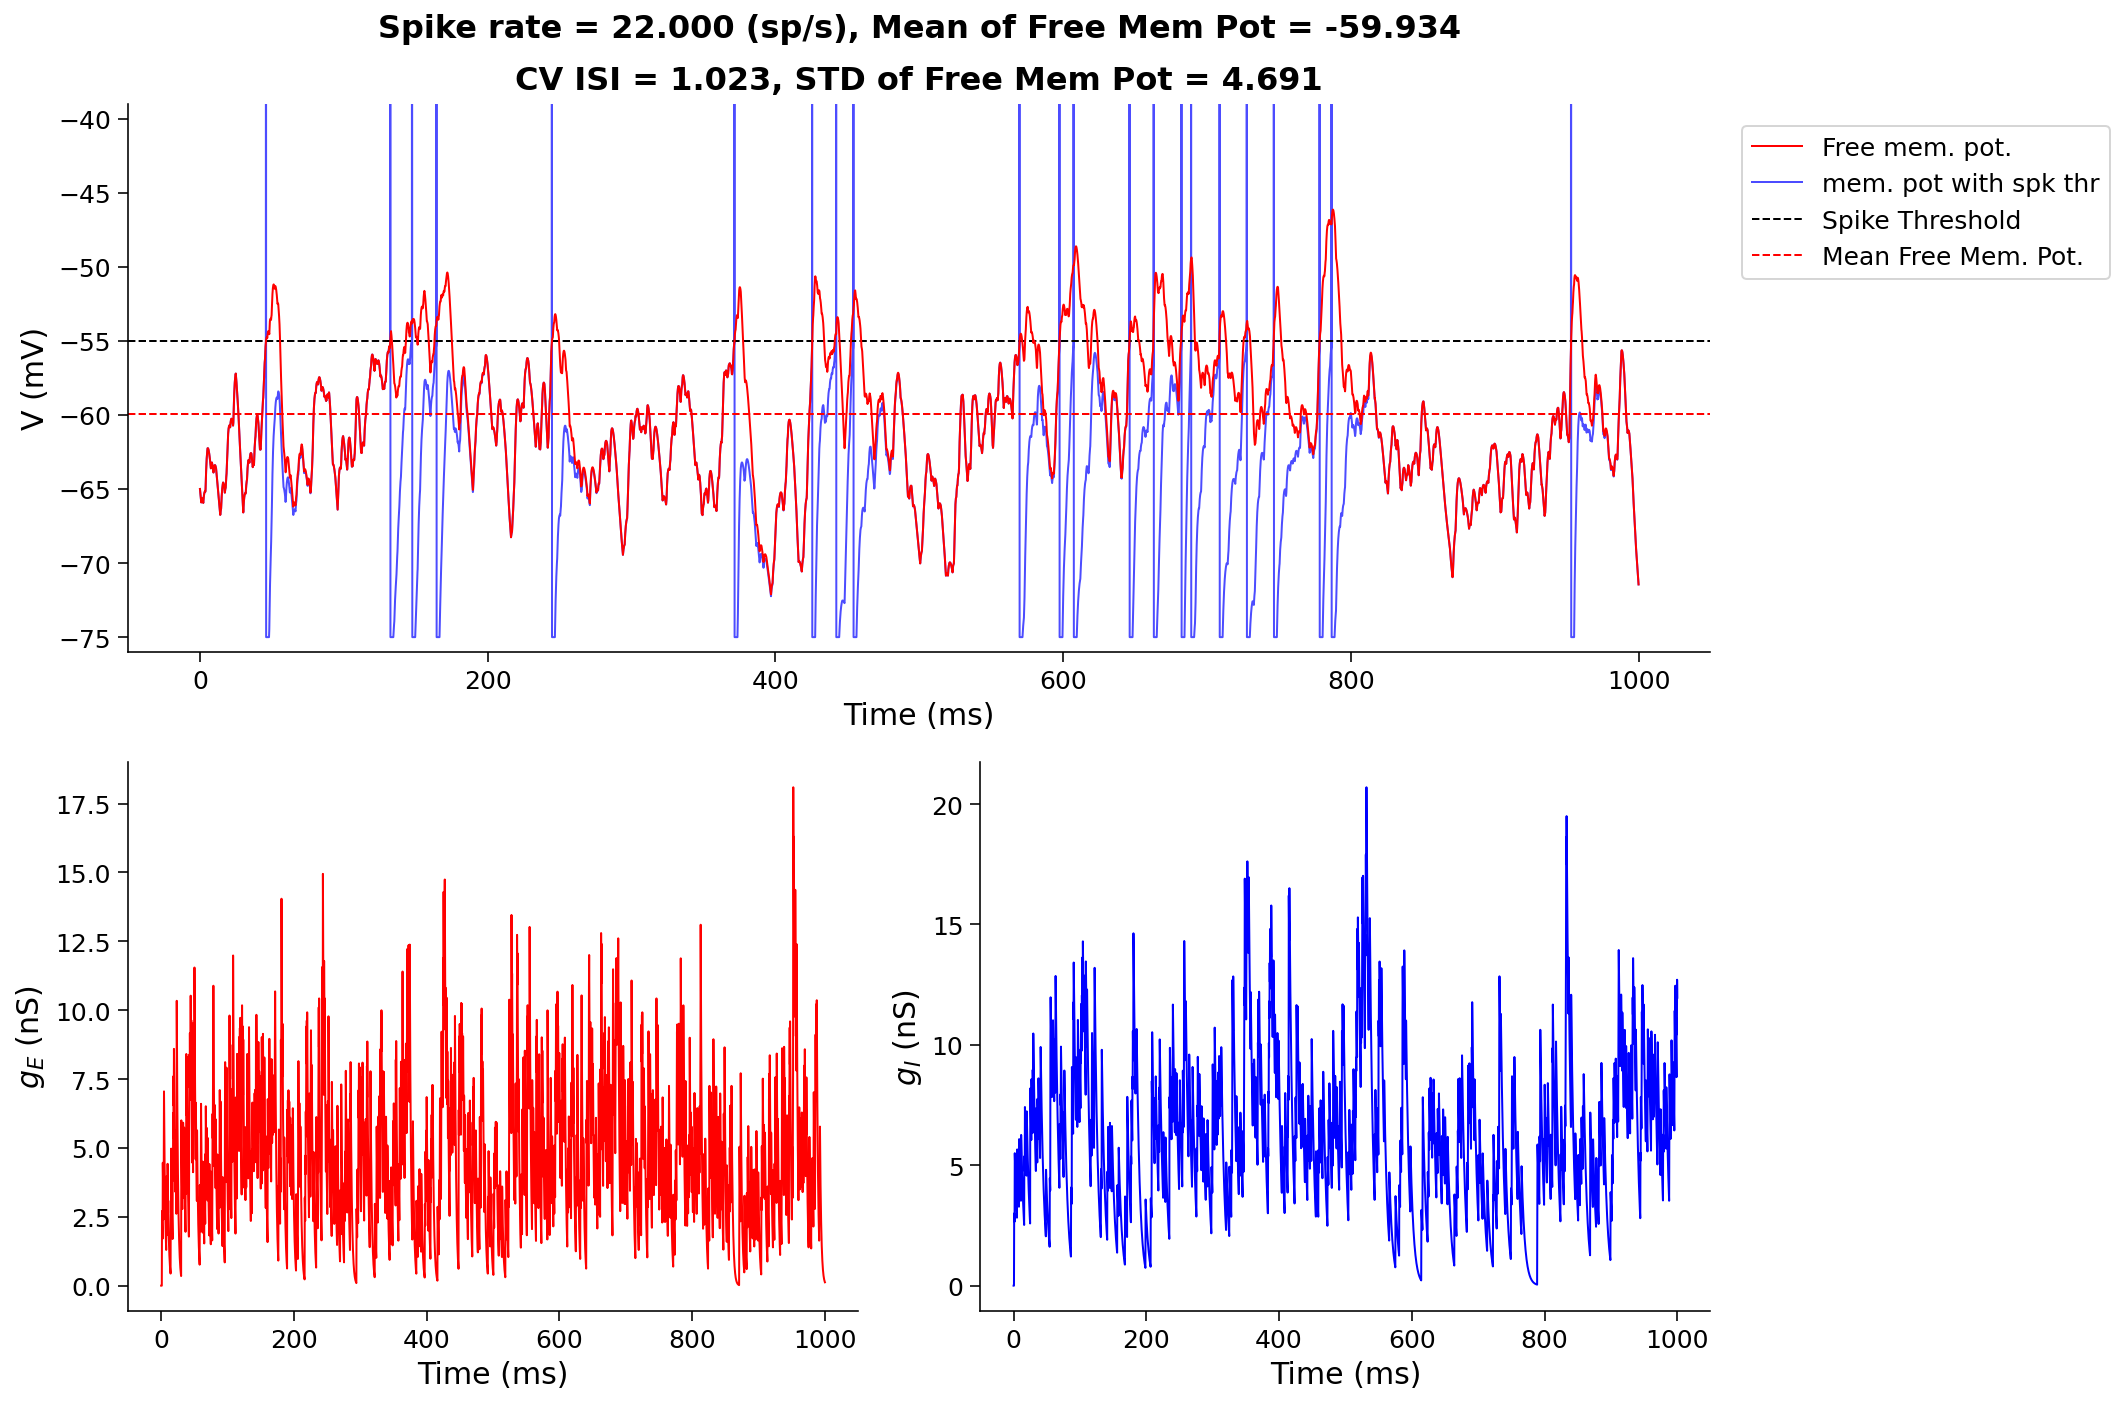 Spike rate = 22.000 (sp/s), Mean of Free Mem Pot = -59.934
CV ISI = 1.023, STD of Free Mem Pot = 4.691
−40
−45
−50
−55
−60
−65
−70
−75
V (mV)
0 200 400 600 800 1000
Time (ms)
Free mem. pot.
mem. pot with spk thr
Spike Threshold
Mean Free Mem. Pot.
17.5
15.0
12.5
10.0
7.5
5.0
2.5
0.0
g_E (nS)
0 200 400 600 800 1000
Time (ms)
20
15
10
5
0
g_I (nS)
0 200 400 600 800 1000
Time (ms)